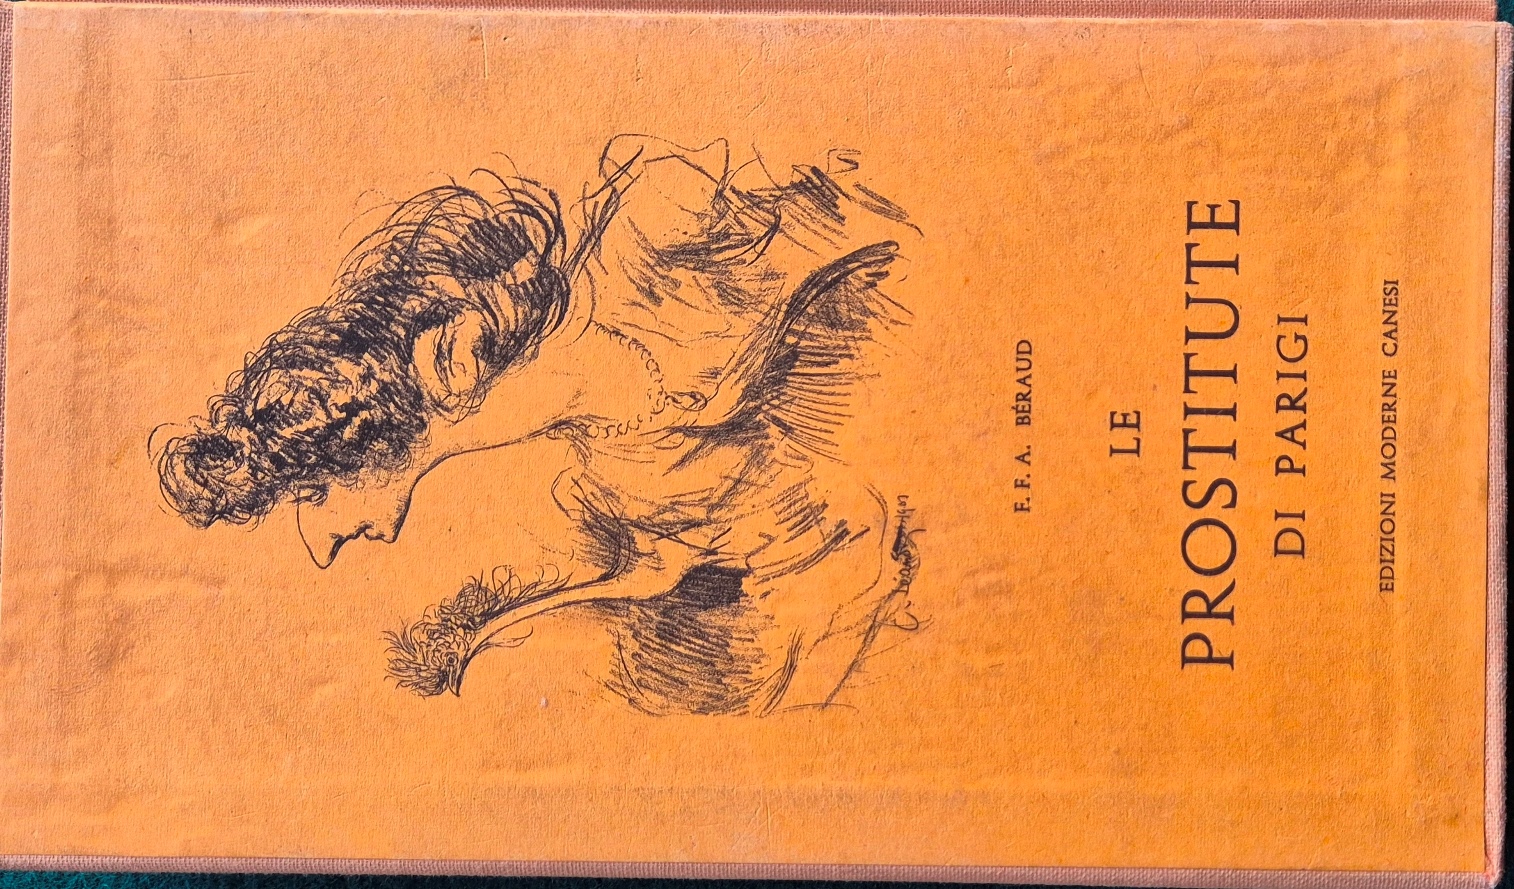 F. F. A. BÉRAUD
LE
PROSTITUTE
DI PARIGI
EDIZIONI MODERNE CANESI